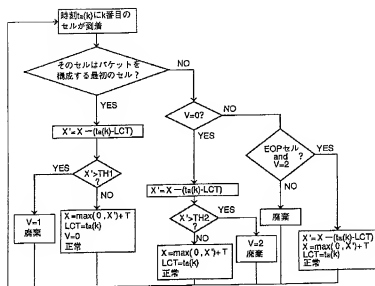 時刻ta(k)にk番目の
セルが到着
そのセルはパケットを
構成する最初のセル？
NO
YES
V=0?
NO
YES
EOPセル
and
V=2
?
NO
YES
X'=X－(ta(k)-LCT)
X'>TH1
?
YES
NO
V=1
廃棄
X=max(0,X')+T
LCT=ta(k)
V=0
正常
X'=X－(ta(k)-LCT)
X'>TH2
?
YES
NO
X=max(0,X')+T
LCT=ta(k)
正常
V=2
廃棄
廃棄
X'=X－(ta(k)-LCT)
X=max(0,X')+T
LCT=ta(k)
正常